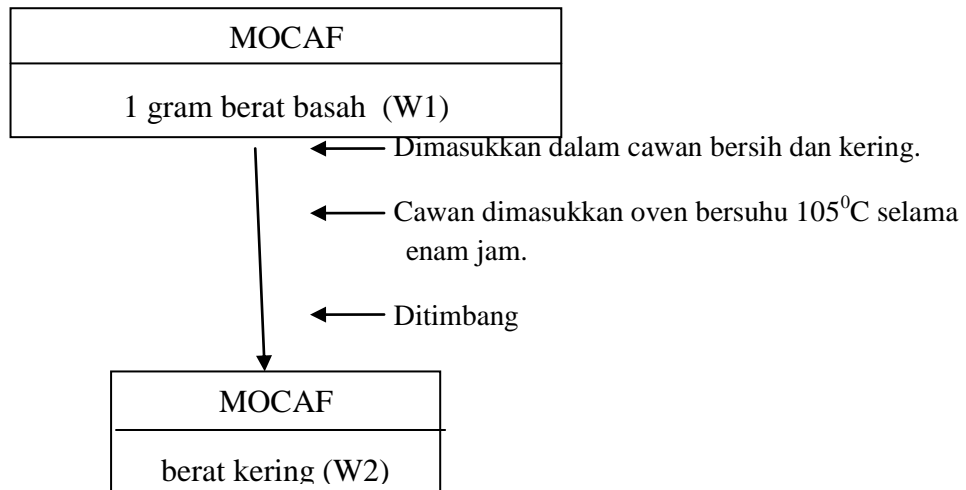 MOCAF
1 gram berat basah (W1)
Dimasukkan dalam cawan bersih dan kering.
Cawan dimasukkan oven bersuhu 105⁰C selama
enam jam.
Ditimbang
MOCAF
berat kering (W2)